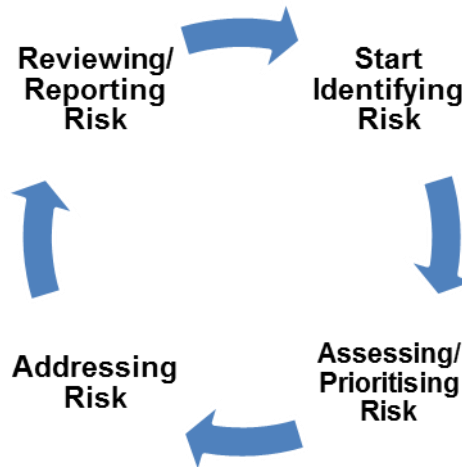 Reviewing/
Reporting
Risk
Start
Identifying
Risk
Assessing/
Prioritising
Risk
Addressing
Risk